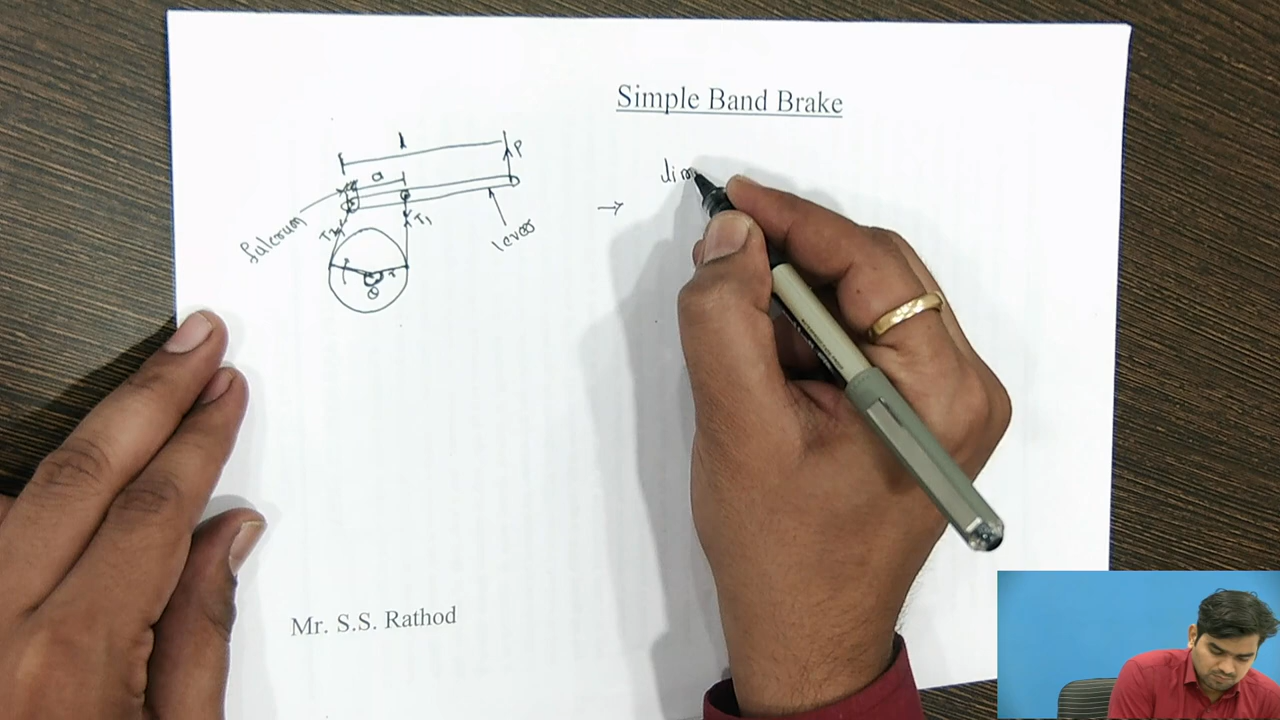 Simple Band Brake
P
a
T1
T2
fulcrum
lever
→
θ
Mr. S.S. Rathod